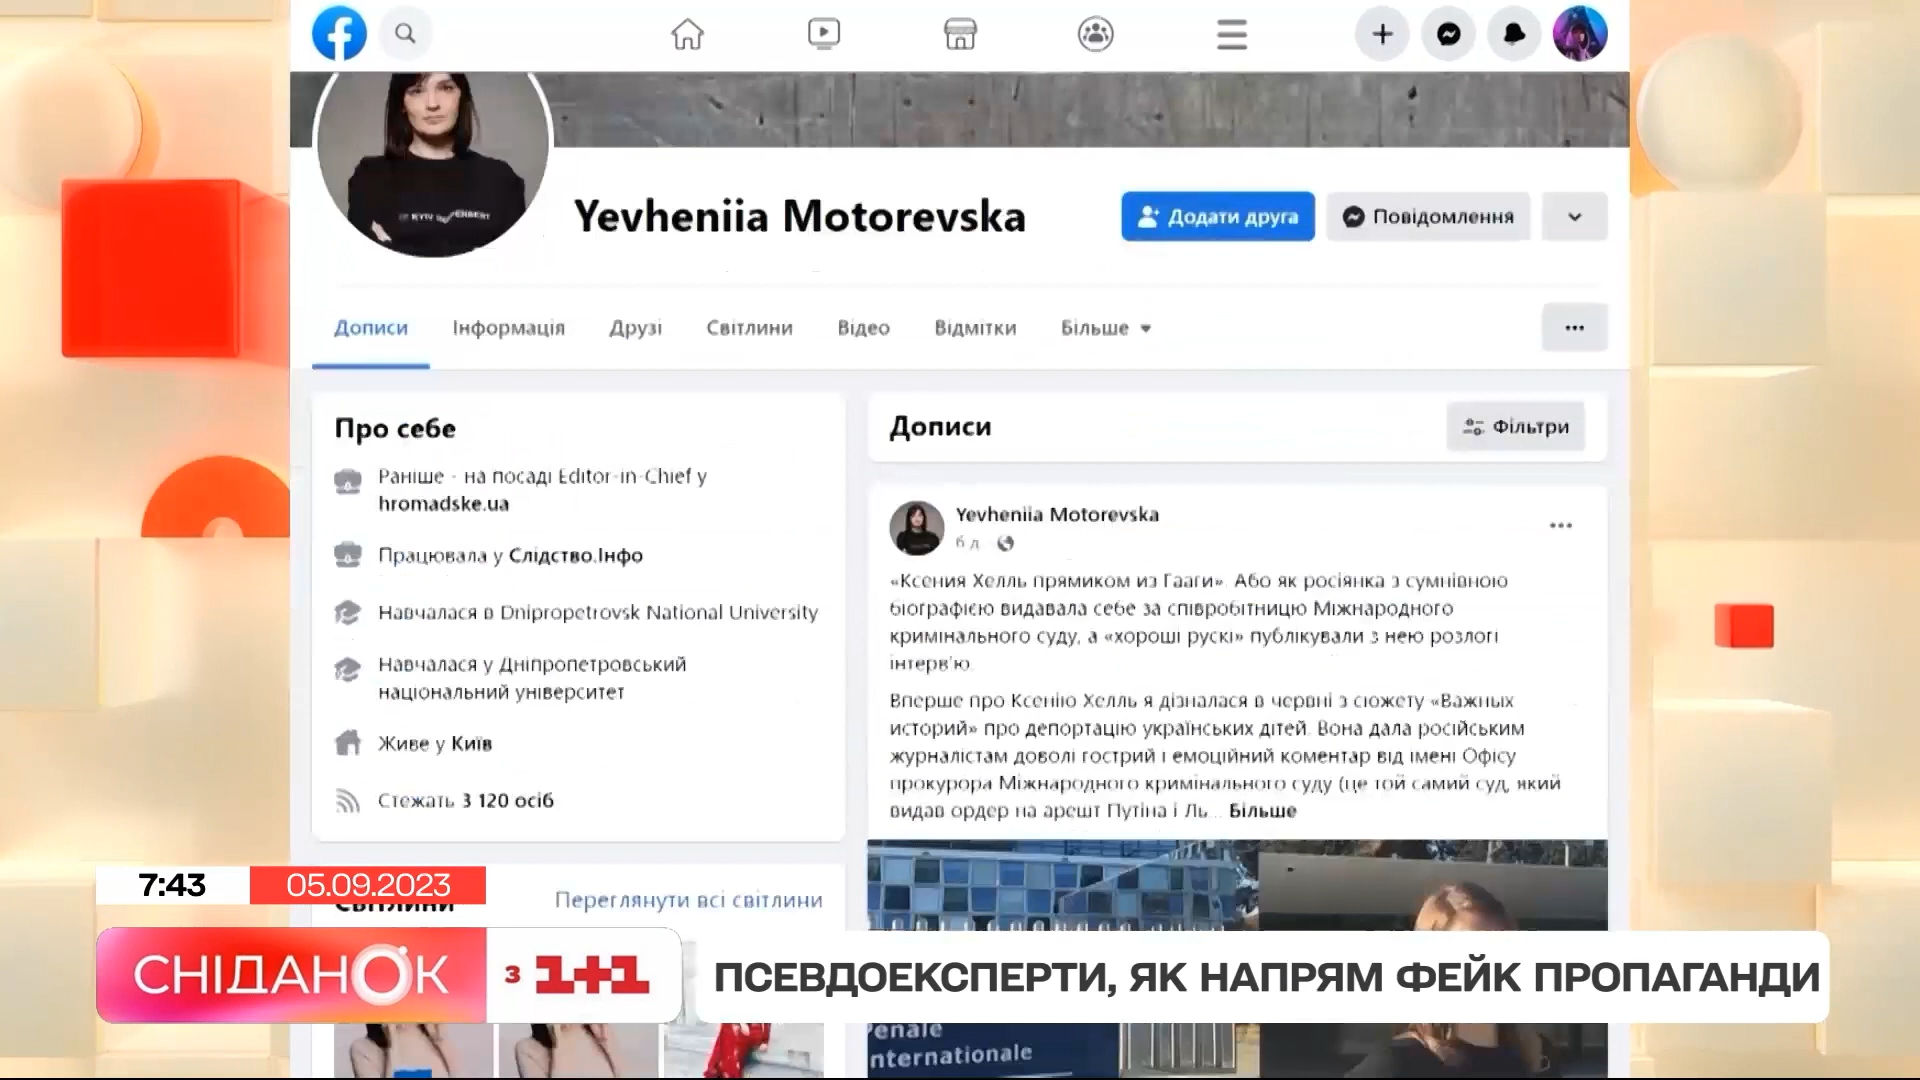 Yevheniia Motorevska
Додати друга
Повідомлення
Дописи
Інформація
Друзі
Світлини
Відео
Відмітки
Більше
Про себе
Раніше - на посаді Editor-in-Chief у
hromadske.ua
Працювала у Слідство.Інфо
Навчалася в Dnipropetrovsk National University
Навчалася у Дніпропетровський
національний університет
Живе у Київ
Стежать 3 120 осіб
Світлини
Переглянути всі світлини
Дописи
Фільтри
Yevheniia Motorevska
6 д.
«Ксения Хелль прямиком из Гааги». Або як росіянка з сумнівною
біографією видавала себе за співробітницю Міжнародного
кримінального суду, а «хороші рускі» публікували з нею розлогі
інтерв'ю.
Вперше про Ксенію Хелль я дізналася в червні з сюжету «Важных
историй» про депортацію українських дітей. Вона дала російським
журналістам доволі гострий і емоційний коментар від імені Офісу
прокурора Міжнародного кримінального суду (це той самий суд, який
видав ордер на арешт Путіна і Ль... Більше
7:43
05.09.2023
СНІДАНОК
з 1+1
ПСЕВДОЕКСПЕРТИ, ЯК НАПРЯМ ФЕЙК ПРОПАГАНДИ
Penale
nternationale